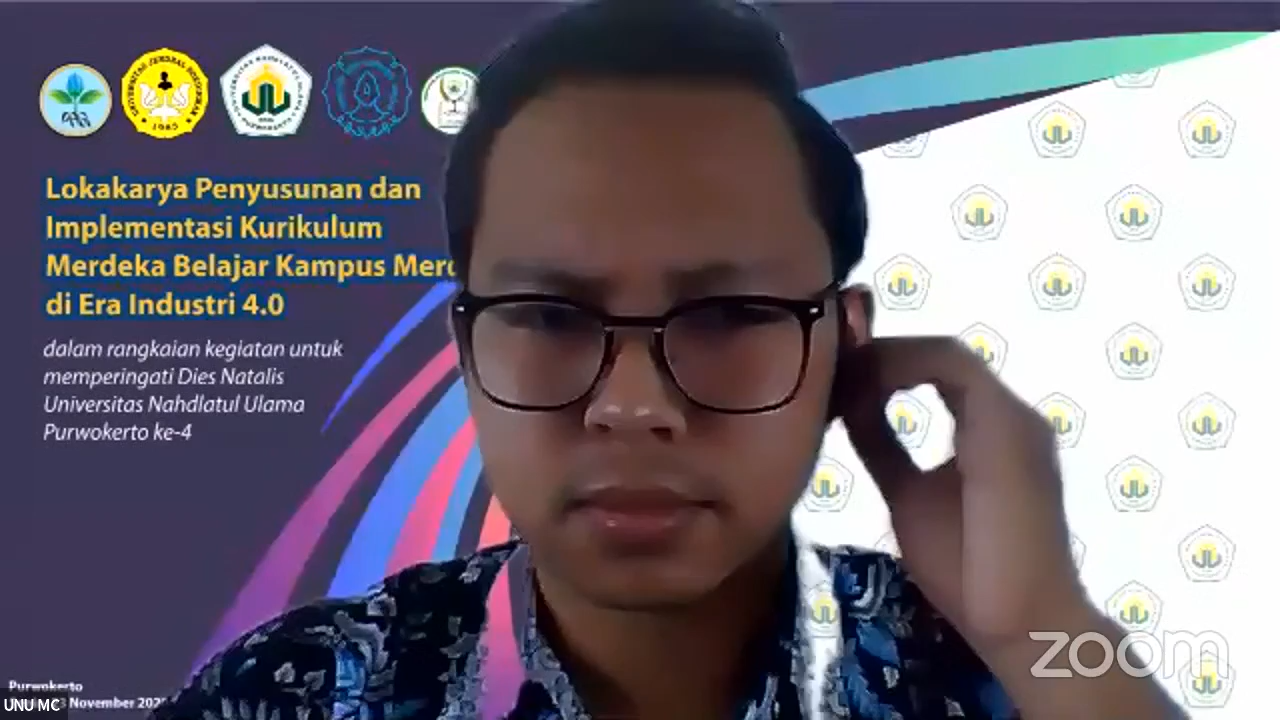 Lokakarya Penyusunan dan
Implementasi Kurikulum
Merdeka Belajar Kampus
di Era Industri 4.0
dalam rangkaian kegiatan untuk
memperingati Dies Natalis
Universitas Nahdlatul Ulama
Purwokerto ke-4
Purwokerto
November
UNU MC
zoom